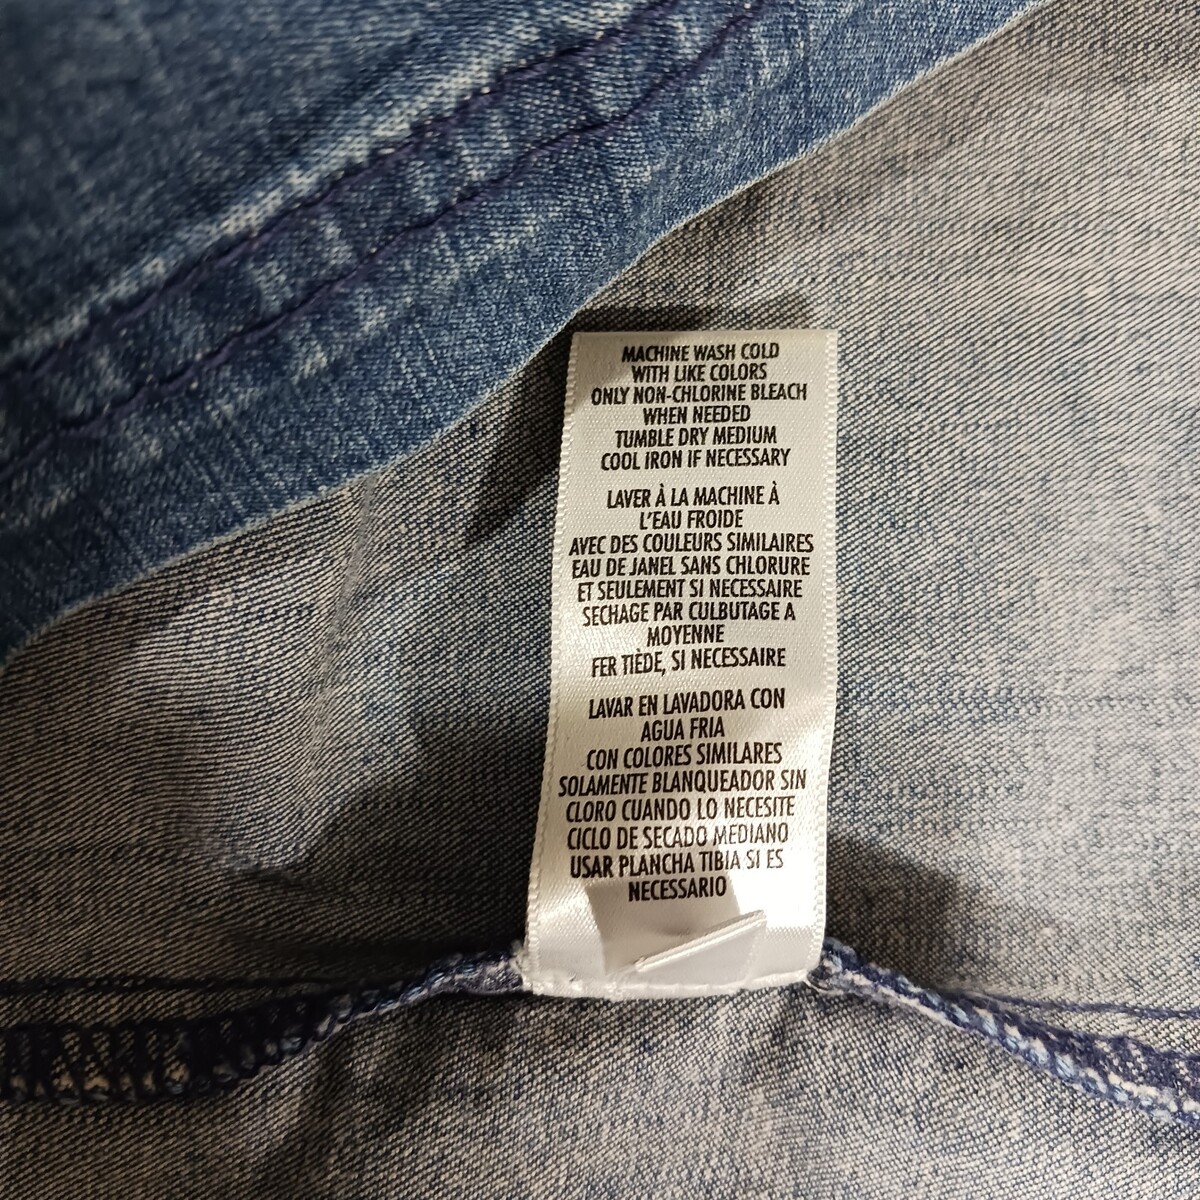 MACHINE WASH COLD
WITH LIKE COLORS
ONLY NON-CHLORINE BLEACH
WHEN NEEDED
TUMBLE DRY MEDIUM
COOL IRON IF NECESSARY
LAVER À LA MACHINE À
L'EAU FROIDE
AVEC DES COULEURS SIMILAIRES
EAU DE JANEL SANS CHLORURE
ET SEULEMENT SI NECESSAIRE
SECHAGE PAR CULBUTAGE A
MOYENNE
FER TIÈDE, SI NECESSAIRE
LAVAR EN LAVADORA CON
AGUA FRIA
CON COLORES SIMILARES
SOLAMENTE BLANQUEADOR SIN
CLORO CUANDO LO NECESITE
CICLO DE SECADO MEDIANO
USAR PLANCHA TIBIA SI ES
NECESSARIO